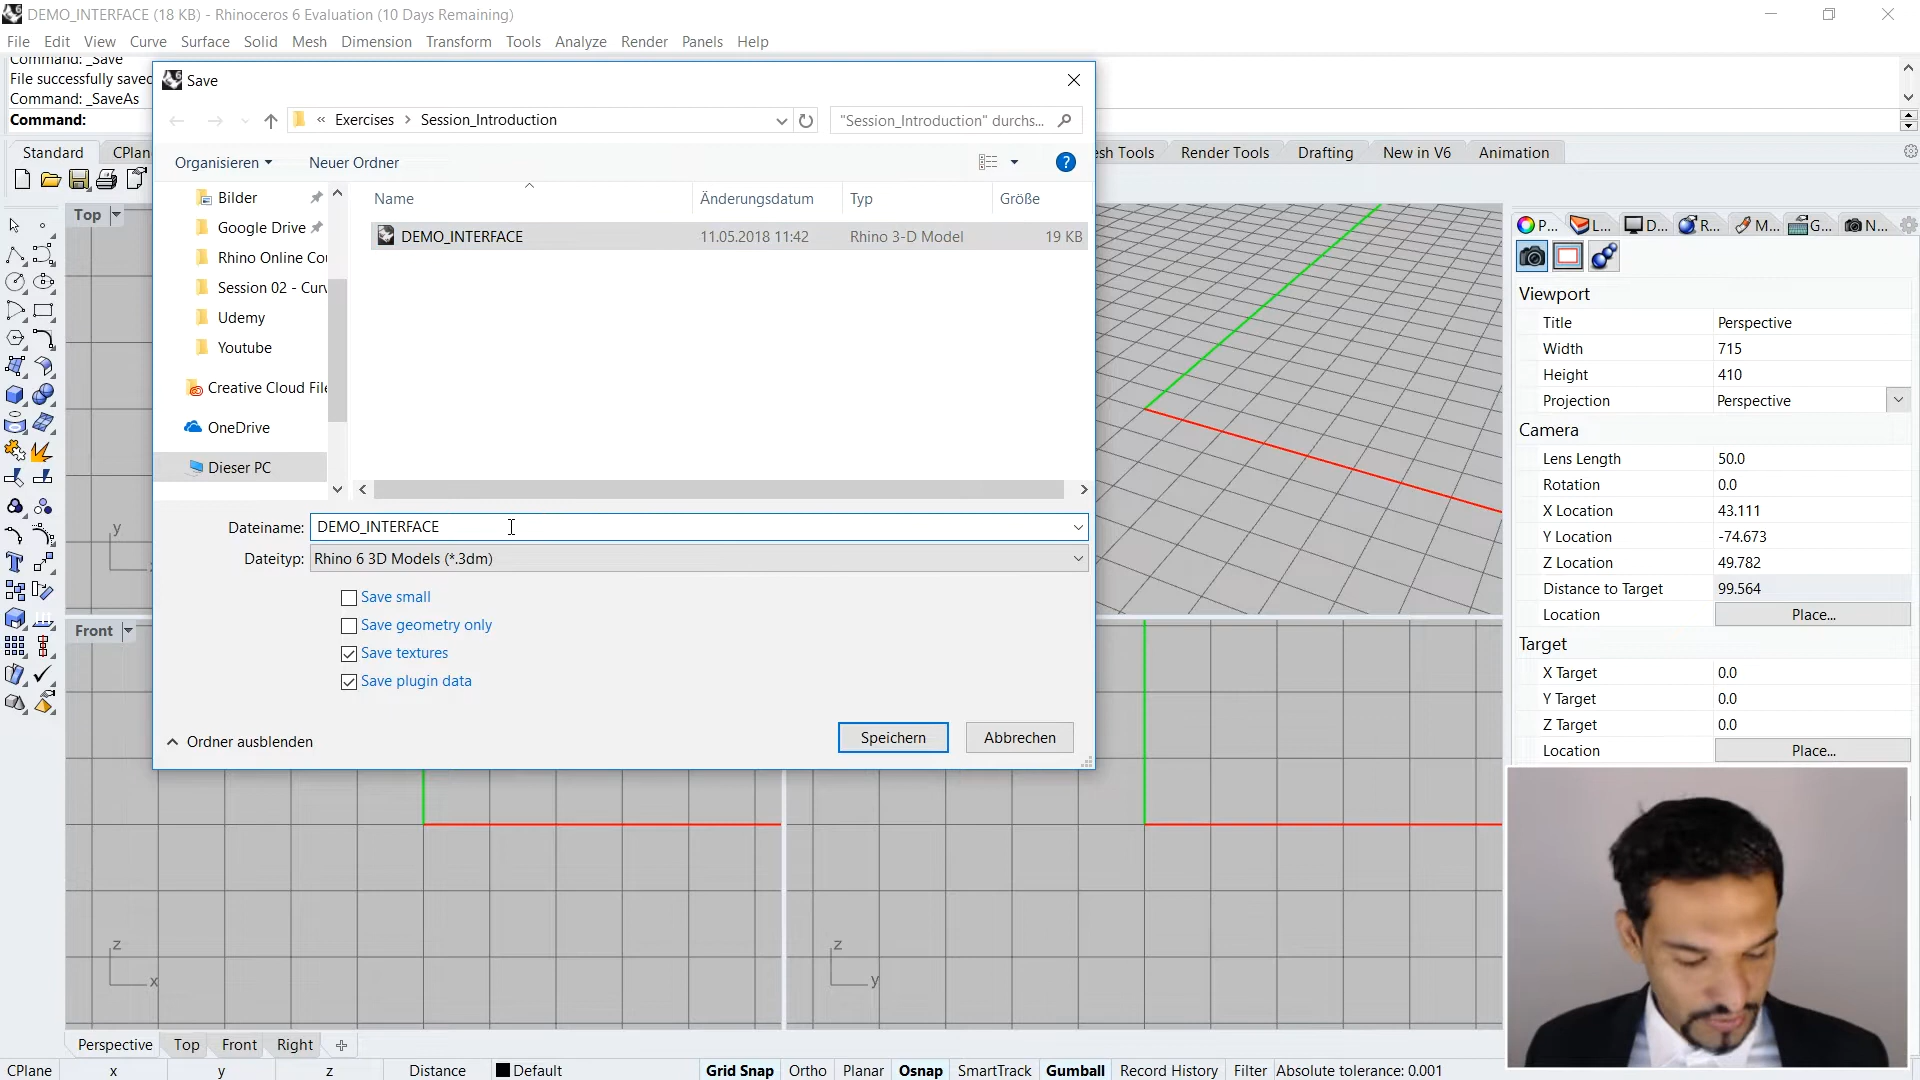 DEMO_INTERFACE (18 KB) - Rhinoceros 6 Evaluation (10 Days Remaining)
File Edit View Curve Surface Solid Mesh Dimension Transform Tools Analyze Render Panels Help
Command: _Save
File successfully saved
Command: _SaveAs
Command:
Standard CPlan
esh Tools Render Tools Drafting New in V6 Animation
Save
« Exercises > Session_Introduction
"Session_Introduction" durchs...
Organisieren Neuer Ordner
?
Name Änderungsdatum Typ Größe
DEMO_INTERFACE 11.05.2018 11:42 Rhino 3-D Model 19 KB
Bilder
Google Drive
Rhino Online Cou
Session 02 - Curv
Udemy
Youtube
Creative Cloud File
OneDrive
Dieser PC
Dateiname: DEMO_INTERFACE
Dateityp: Rhino 6 3D Models (*.3dm)
Save small
Save geometry only
Save textures
Save plugin data
Ordner ausblenden
Speichern Abbrechen
Top
y
Front
z
x
z
y
P... L... D... R... M... G... N...
Viewport
Title Perspective
Width 715
Height 410
Projection Perspective
Camera
Lens Length 50.0
Rotation 0.0
X Location 43.111
Y Location -74.673
Z Location 49.782
Distance to Target 99.564
Location Place...
Target
X Target 0.0
Y Target 0.0
Z Target 0.0
Location Place...
Perspective Top Front Right
CPlane x y z Distance Default Grid Snap Ortho Planar Osnap SmartTrack Gumball Record History Filter Absolute tolerance: 0.001